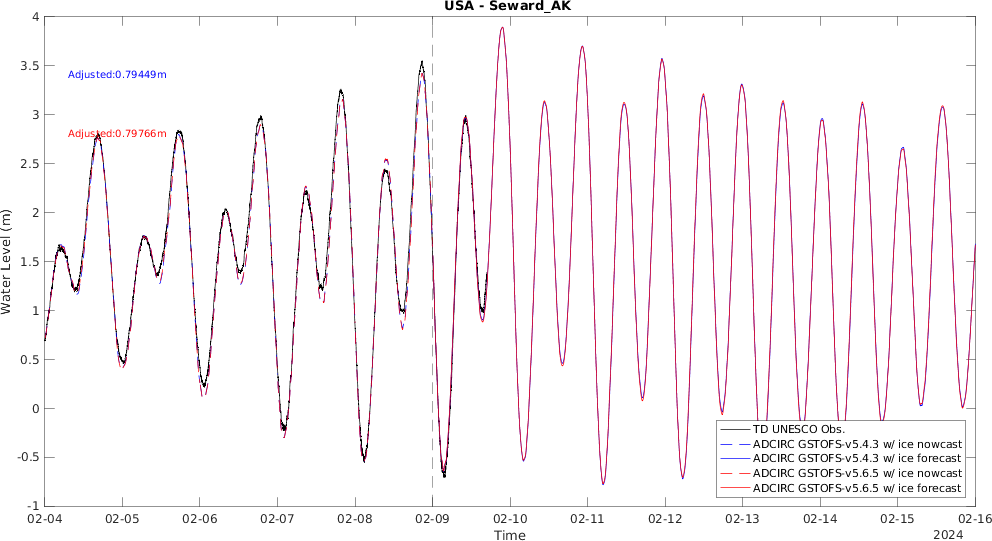 USA - Seward_AK
4
3.5
3
2.5
2
1.5
1
0.5
0
-0.5
-1
Water Level (m)
Adjusted:0.79449m
Adjusted:0.79766m
TD UNESCO Obs.
ADCIRC GSTOFS-v5.4.3 w/ ice nowcast
ADCIRC GSTOFS-v5.4.3 w/ ice forecast
ADCIRC GSTOFS-v5.6.5 w/ ice nowcast
ADCIRC GSTOFS-v5.6.5 w/ ice forecast
02-04 02-05 02-06 02-07 02-08 02-09 02-10 02-11 02-12 02-13 02-14 02-15 02-16
Time
2024